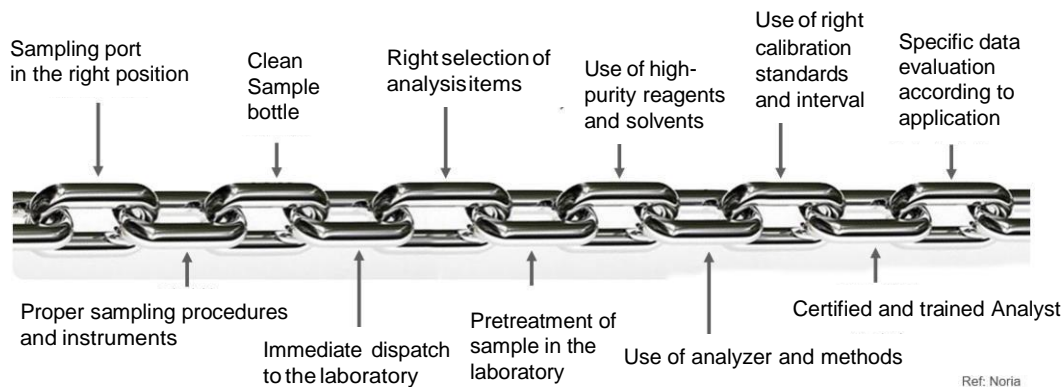 Sampling port
in the right position
Clean
Sample
bottle
Right selection of
analysis items
Use of high-
purity reagents
and solvents
Use of right
calibration
standards
and interval
Specific data
evaluation
according to
application
Proper sampling procedures
and instruments
Immediate dispatch
to the laboratory
Pretreatment of
sample in the
laboratory
Use of analyzer and methods
Certified and trained Analyst
Ref: Noria